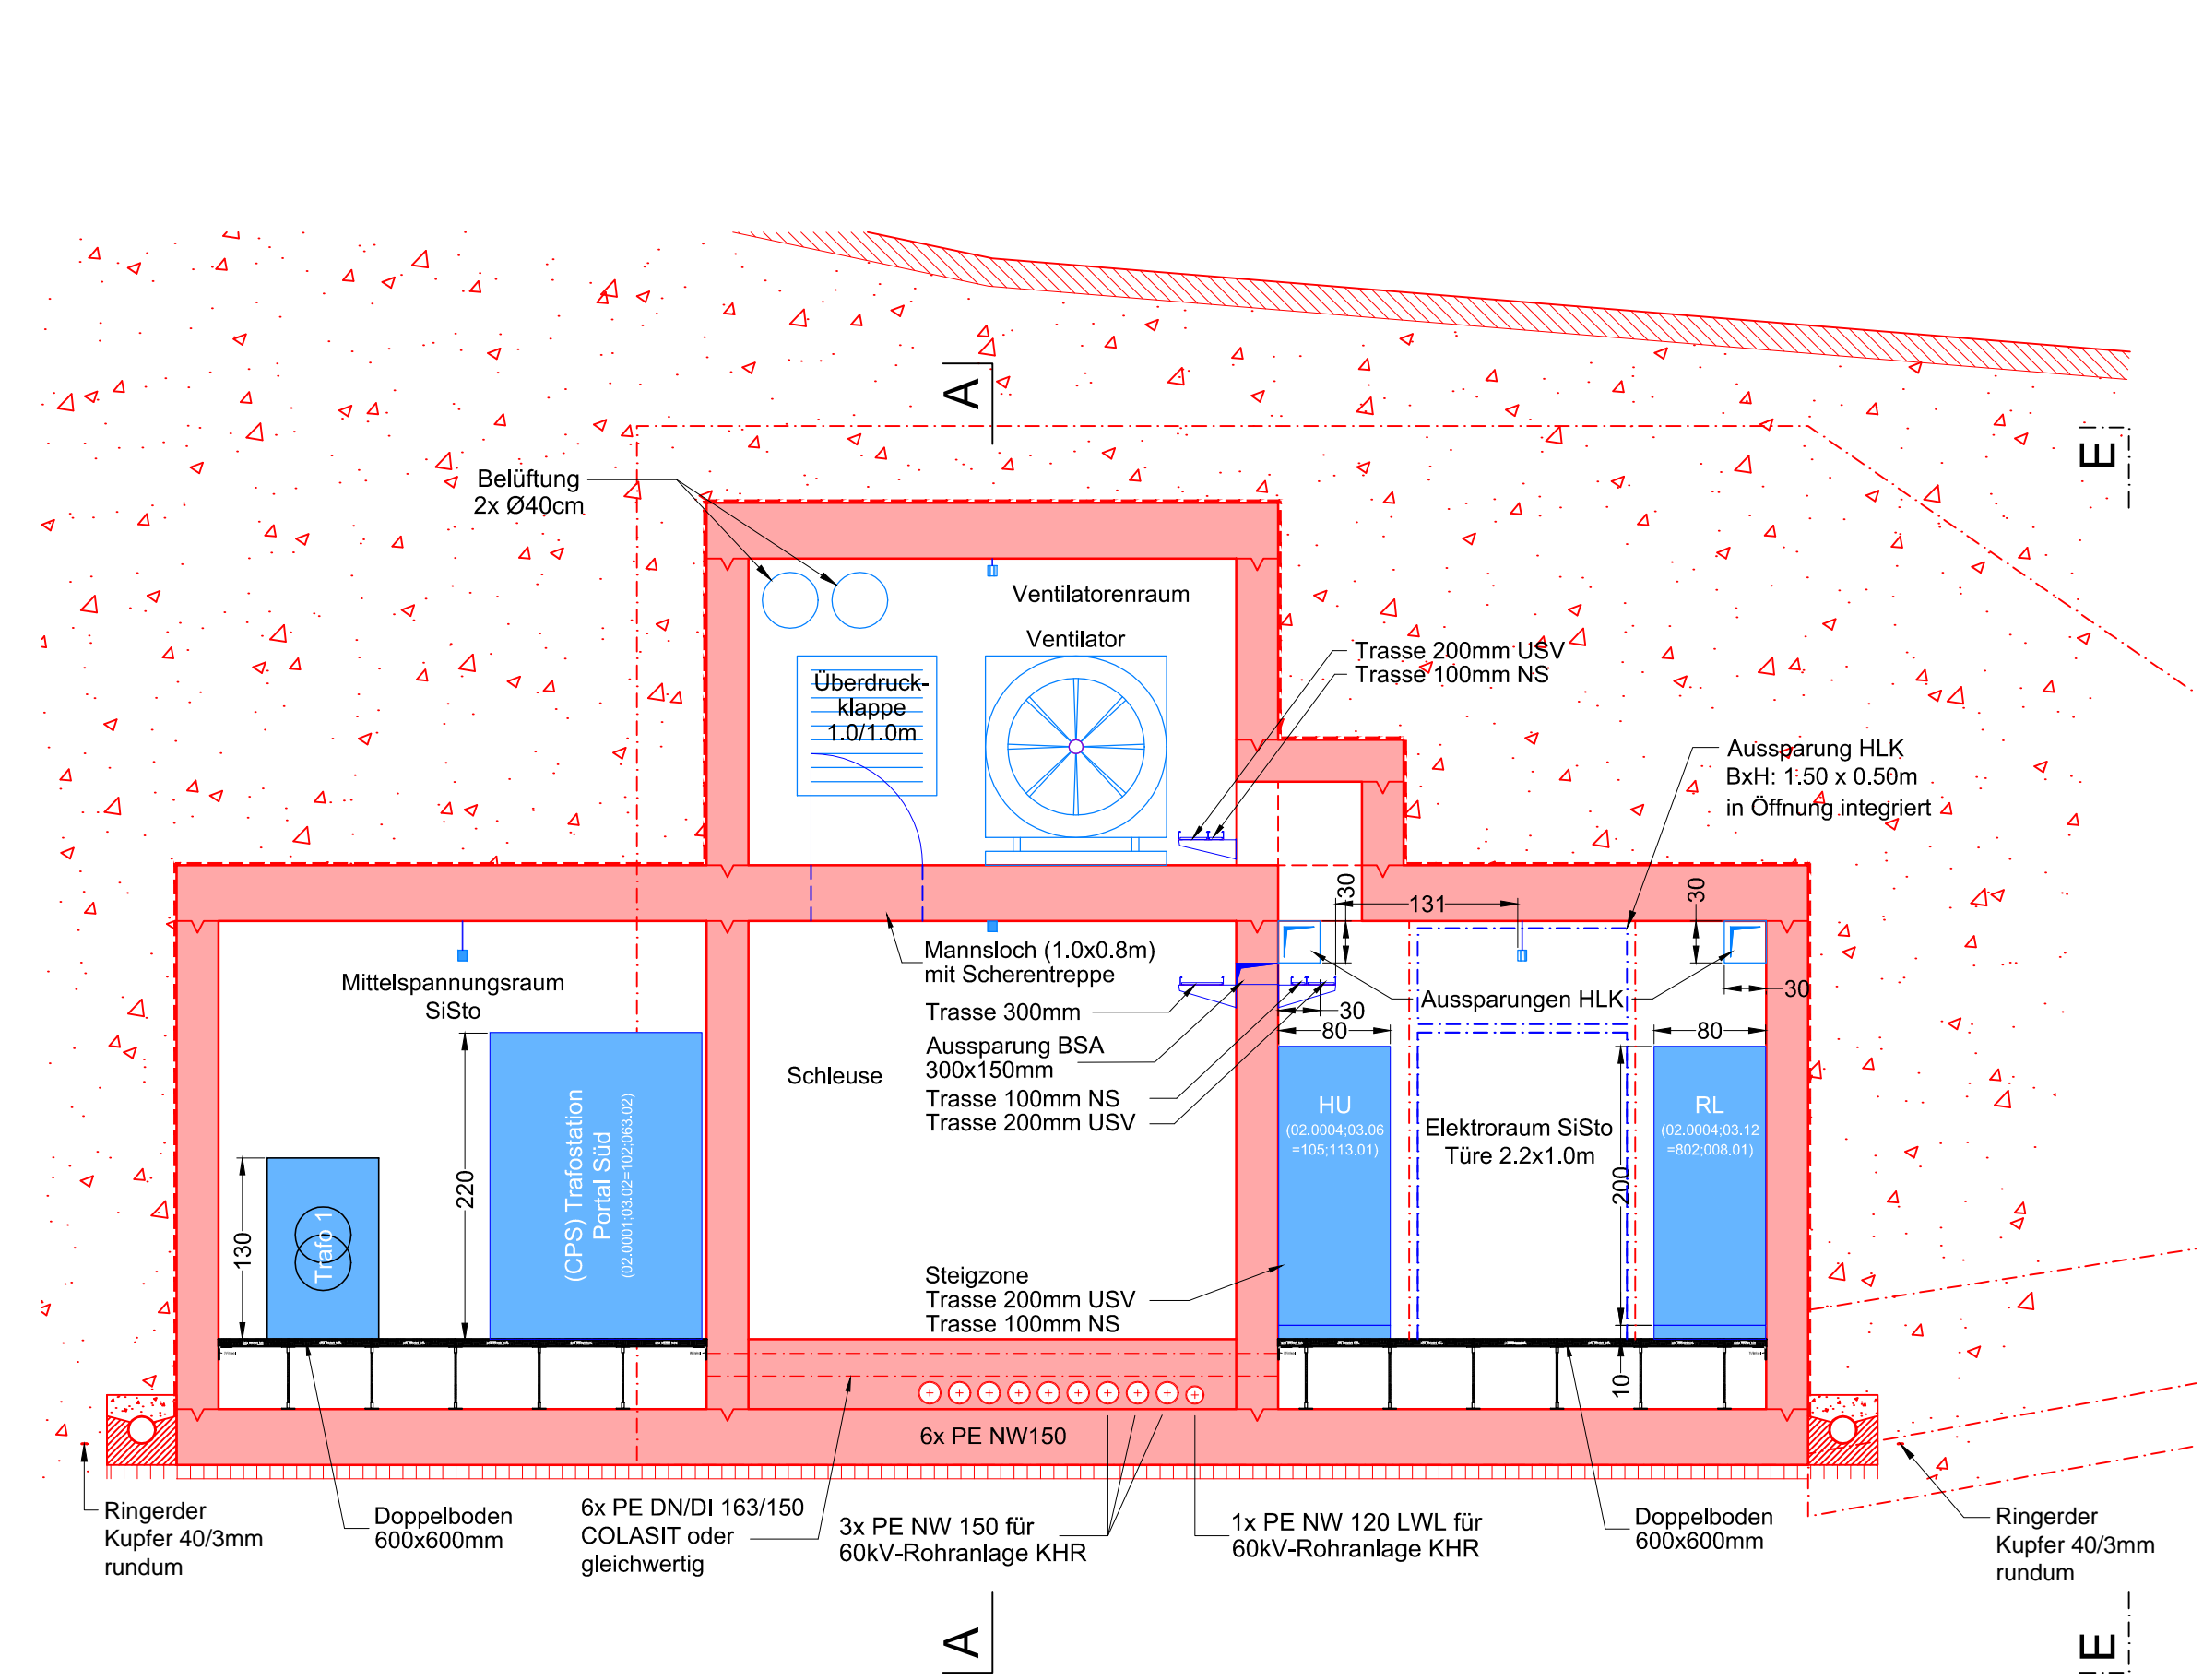 A
E
Belüftung
2x Ø40cm
Ventilatorenraum
Ventilator
Überdruck-
klappe
1.0/1.0m
Trasse 200mm USV
Trasse 100mm NS
Aussparung HLK
BxH: 1.50 x 0.50m
in Öffnung integriert
30
131
30
Mannsloch (1.0x0.8m)
mit Scherentreppe
Mittelspannungsraum
SiSto
Trasse 300mm
Aussparungen HLK
30
30
80
80
Aussparung BSA
300x150mm
Schleuse
Trasse 100mm NS
Trasse 200mm USV
HU
(02.0004;03.06
=105;113.01)
Elektroraum SiSto
Türe 2.2x1.0m
RL
(02.0004;03.12
=802;008.01)
220
(CPS) Trafostation
Portal Süd
(02.0001;03.02=102;063.02)
130
Trafo 1
200
Steigzone
Trasse 200mm USV
Trasse 100mm NS
10
6x PE NW150
Ringerder
Kupfer 40/3mm
rundum
Doppelboden
600x600mm
6x PE DN/DI 163/150
COLASIT oder
gleichwertig
3x PE NW 150 für
60kV-Rohranlage KHR
1x PE NW 120 LWL für
60kV-Rohranlage KHR
Doppelboden
600x600mm
Ringerder
Kupfer 40/3mm
rundum
A
E